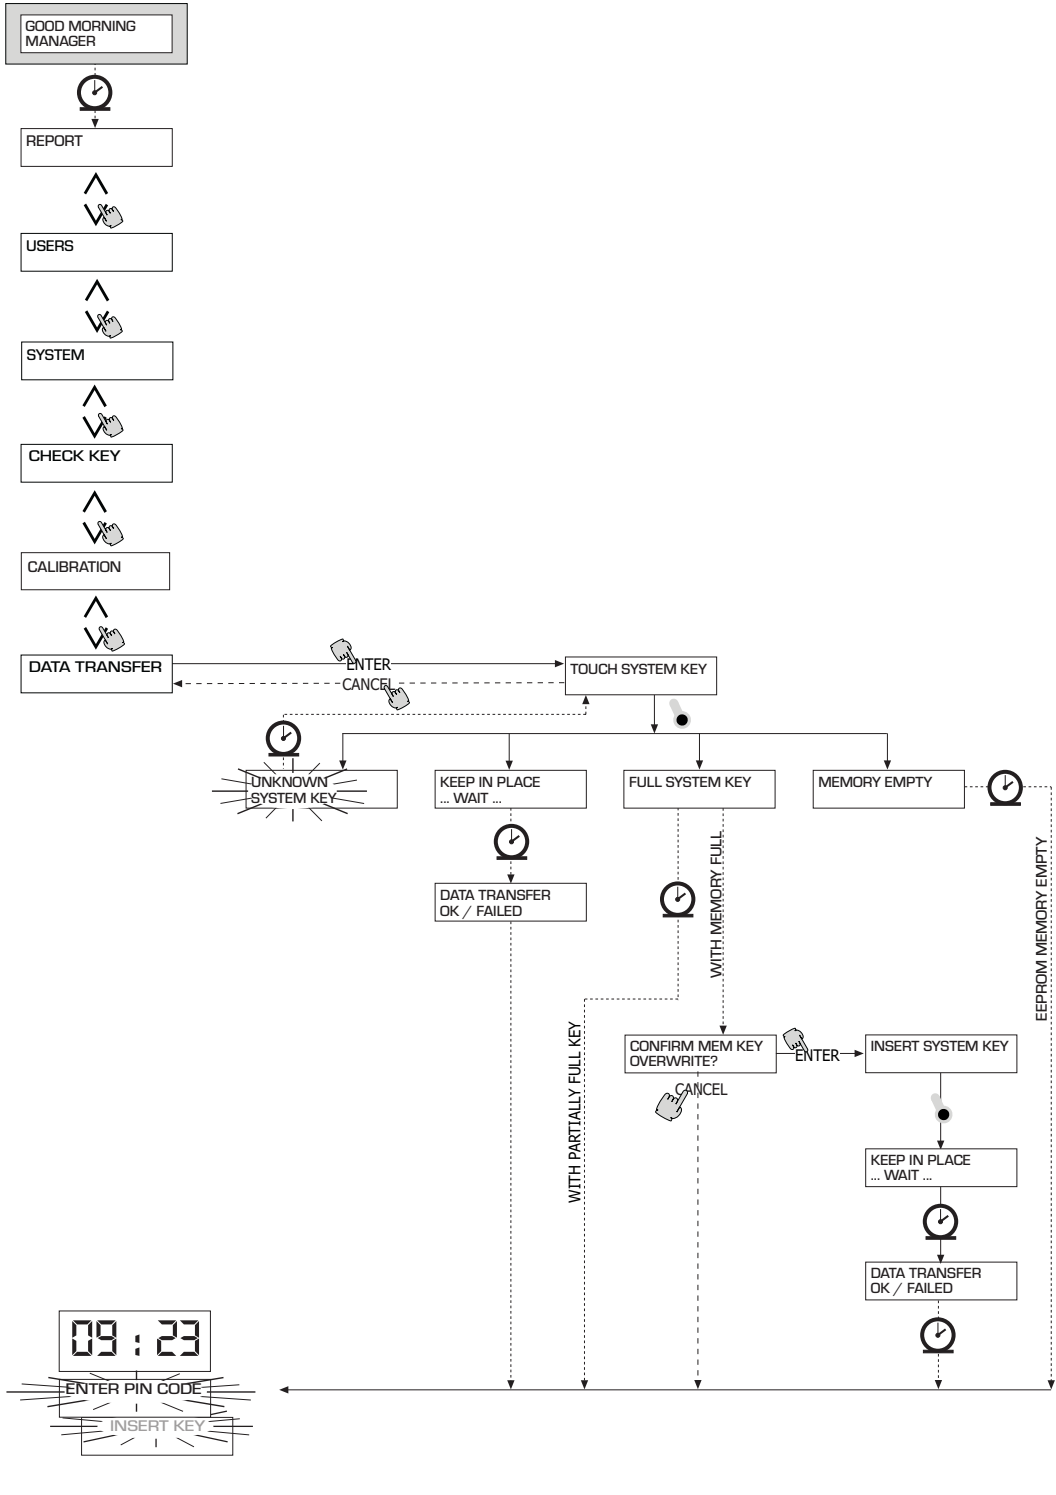 GOOD MORNING
MANAGER
REPORT
USERS
SYSTEM
CHECK KEY
CALIBRATION
DATA TRANSFER
ENTER
CANCEL
TOUCH SYSTEM KEY
UNKNOWN
SYSTEM KEY
KEEP IN PLACE
... WAIT ...
FULL SYSTEM KEY
MEMORY EMPTY
DATA TRANSFER
OK / FAILED
WITH MEMORY FULL
EEPROM MEMORY EMPTY
WITH PARTIALLY FULL KEY
CONFIRM MEM KEY
OVERWRITE?
ENTER
INSERT SYSTEM KEY
CANCEL
KEEP IN PLACE
... WAIT ...
DATA TRANSFER
OK / FAILED
09:23
ENTER PIN CODE
INSERT KEY